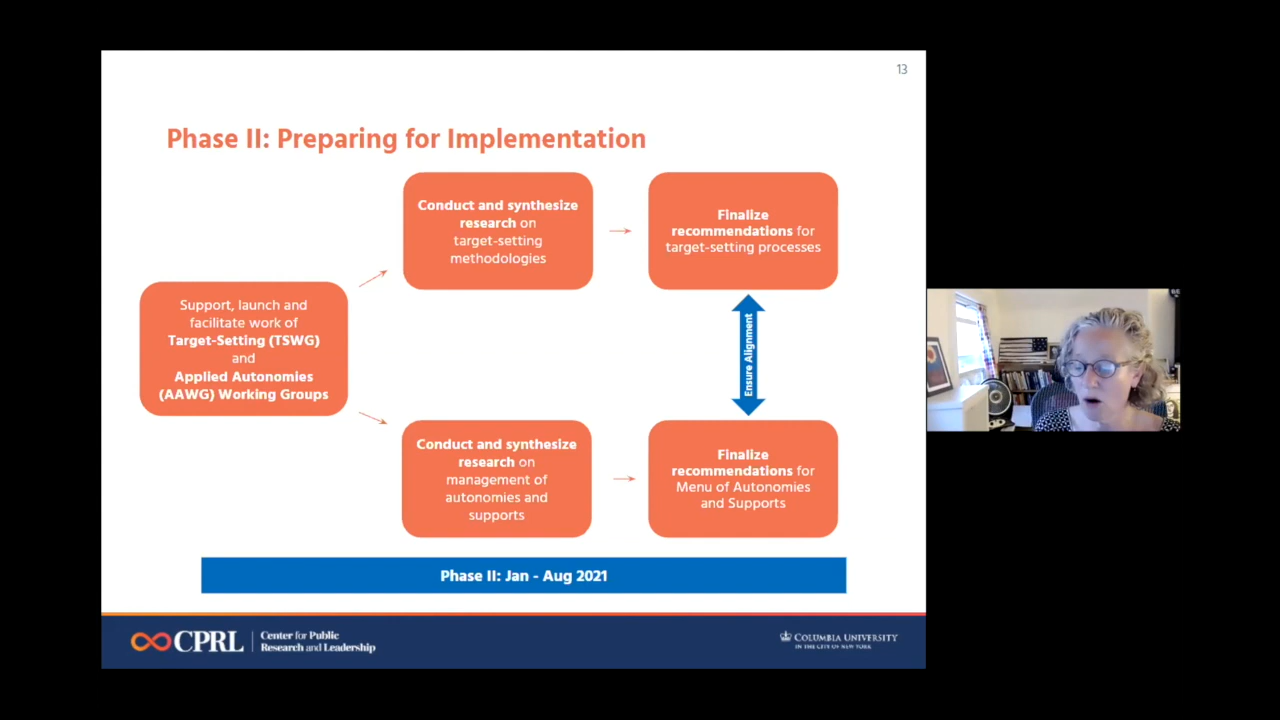 13
Phase II: Preparing for Implementation
Conduct and synthesize
research on
target-setting
methodologies
Finalize
recommendations for
target-setting processes
Support, launch and
facilitate work of
Target-Setting (TSWG)
and
Applied Autonomies
(AAWG) Working Groups
Ensure Alignment
Conduct and synthesize
research on
management of
autonomies and
supports
Finalize
recommendations for
Menu of Autonomies
and Supports
Phase II: Jan - Aug 2021
CPRL
Center for Public
Research and Leadership
COLUMBIA UNIVERSITY
IN THE CITY OF NEW YORK